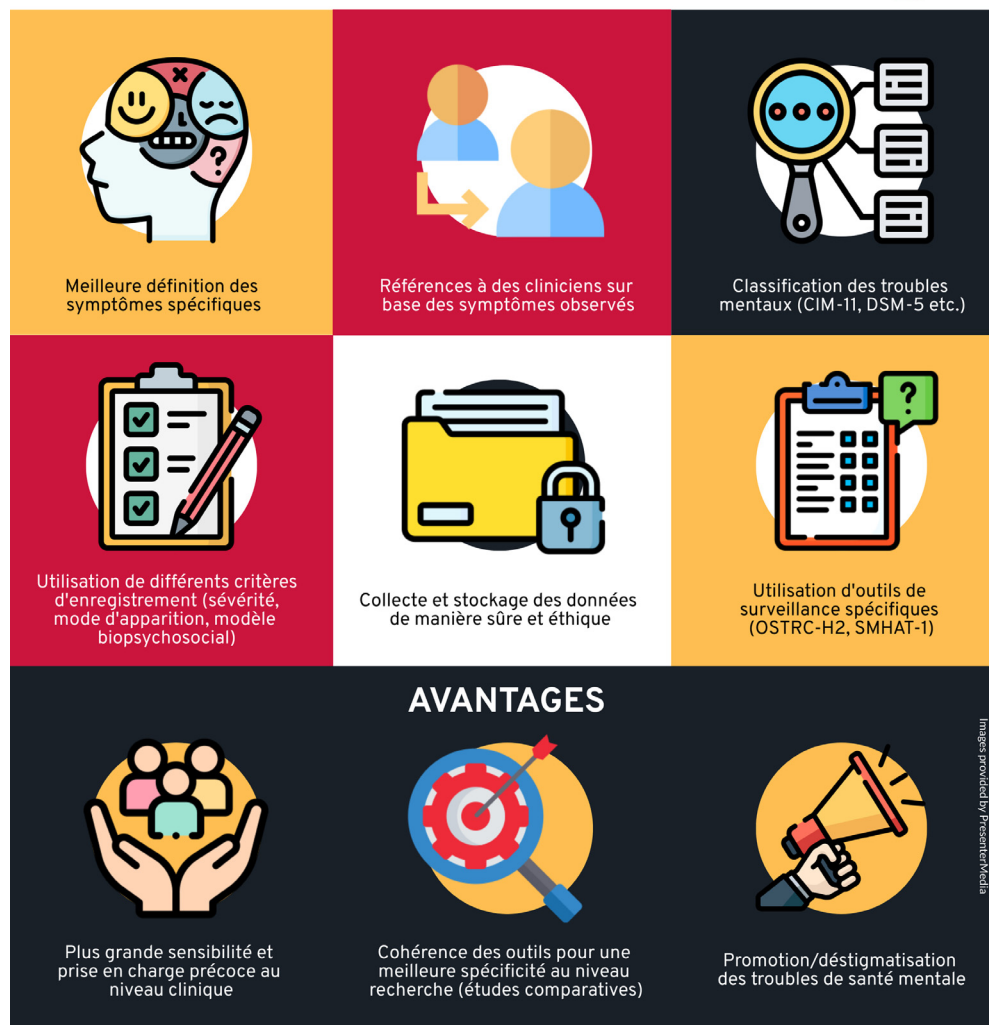 Meilleure définition des
symptômes spécifiques
Références à des cliniciens sur
base des symptômes observés
Classification des troubles
mentaux (CIM-11, DSM-5 etc.)
Utilisation de différents critères
d'enregistrement (sévérité,
mode d'apparition, modèle
biopsychosocial)
Collecte et stockage des données
de manière sûre et éthique
Utilisation d'outils de
surveillance spécifiques
(OSTRC-H2, SMHAT-1)
AVANTAGES
Plus grande sensibilité et
prise en charge précoce au
niveau clinique
Cohérence des outils pour une
meilleure spécificité au niveau
recherche (études comparatives)
Promotion/déstigmatisation
des troubles de santé mentale
Images provided by PresenterMedia